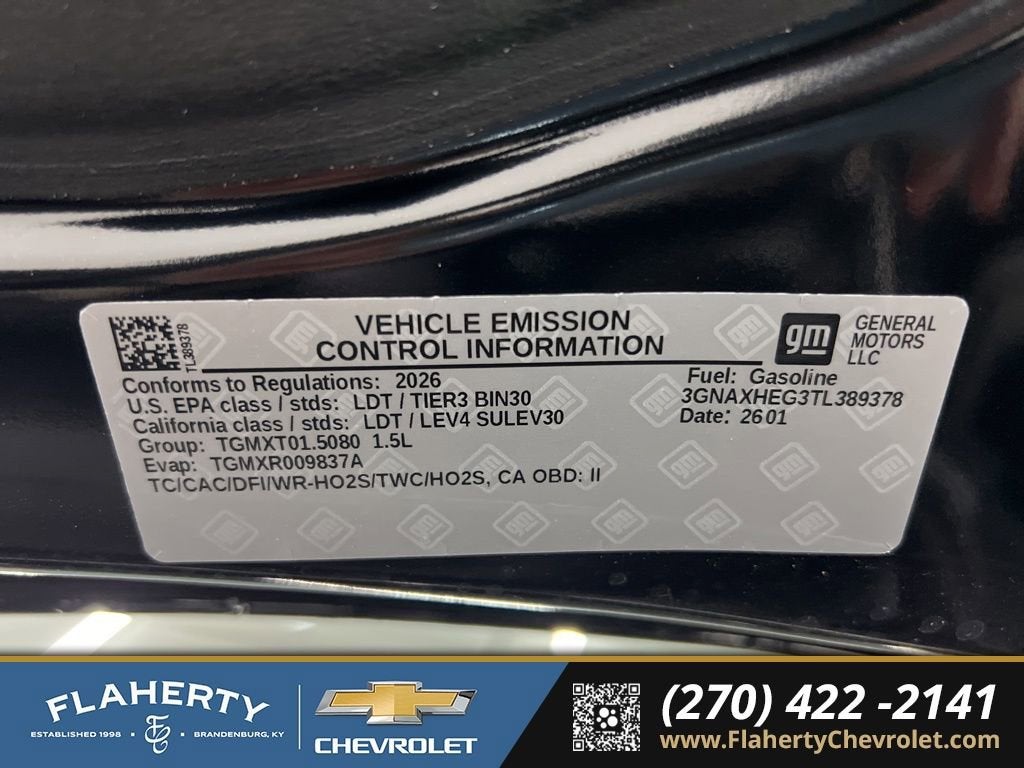 VEHICLE EMISSION
CONTROL INFORMATION
TL389378
gm
GENERAL
MOTORS
LLC
Conforms to Regulations: 2026
U.S. EPA class / stds: LDT / TIER3 BIN30
California class / stds: LDT / LEV4 SULEV30
Group: TGMXT01.5080 1.5L
Evap: TGMXR009837A
TC/CAC/DFI/WR-HO2S/TWC/HO2S, CA OBD: II
Fuel: Gasoline
3GNAXHEG3TL389378
Date: 2601
FLAHERTY
ESTABLISHED 1998 • BRANDENBURG, KY
CHEVROLET
(270) 422 -2141
www.FlahertyChevrolet.com